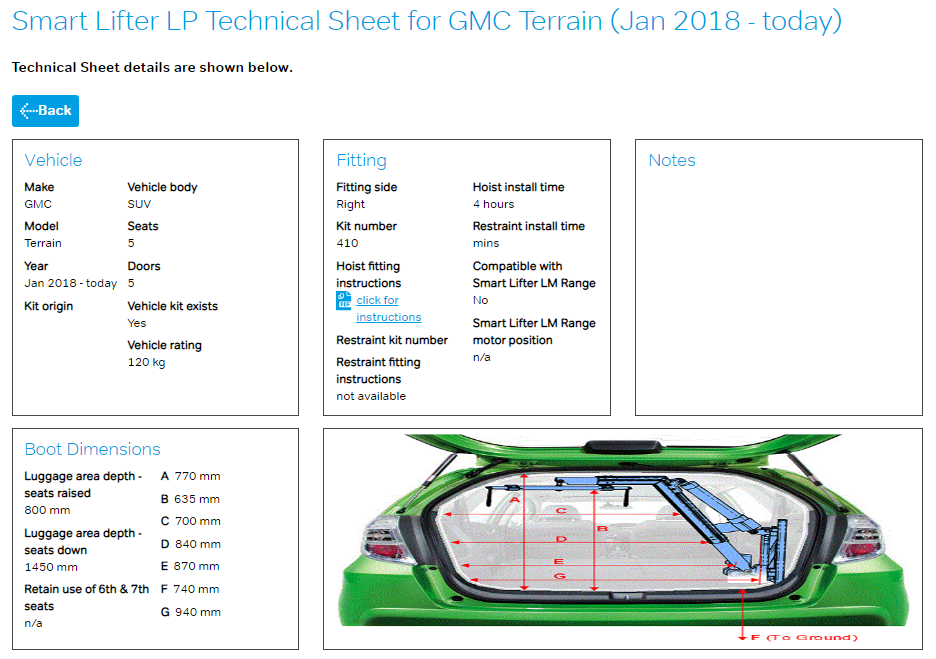 Smart Lifter LP Technical Sheet for GMC Terrain (Jan 2018 - today)
Technical Sheet details are shown below.
Back
Vehicle
Make
GMC
Model
Terrain
Year
Jan 2018 - today
Kit origin
Vehicle body
SUV
Seats
5
Doors
5
Vehicle kit exists
Yes
Vehicle rating
120 kg
Fitting
Fitting side
Right
Kit number
410
Hoist fitting
instructions
click for
instructions
Restraint kit number
Restraint fitting
instructions
not available
Hoist install time
4 hours
Restraint install time
mins
Compatible with
Smart Lifter LM Range
No
Smart Lifter LM Range
motor position
n/a
Notes
Boot Dimensions
Luggage area depth -
seats raised
800 mm
Luggage area depth -
seats down
1450 mm
Retain use of 6th & 7th
seats
n/a
A 770 mm
B 635 mm
C 700 mm
D 840 mm
E 870 mm
F 740 mm
G 940 mm
A
C
B
D
E
G
F (To Ground)